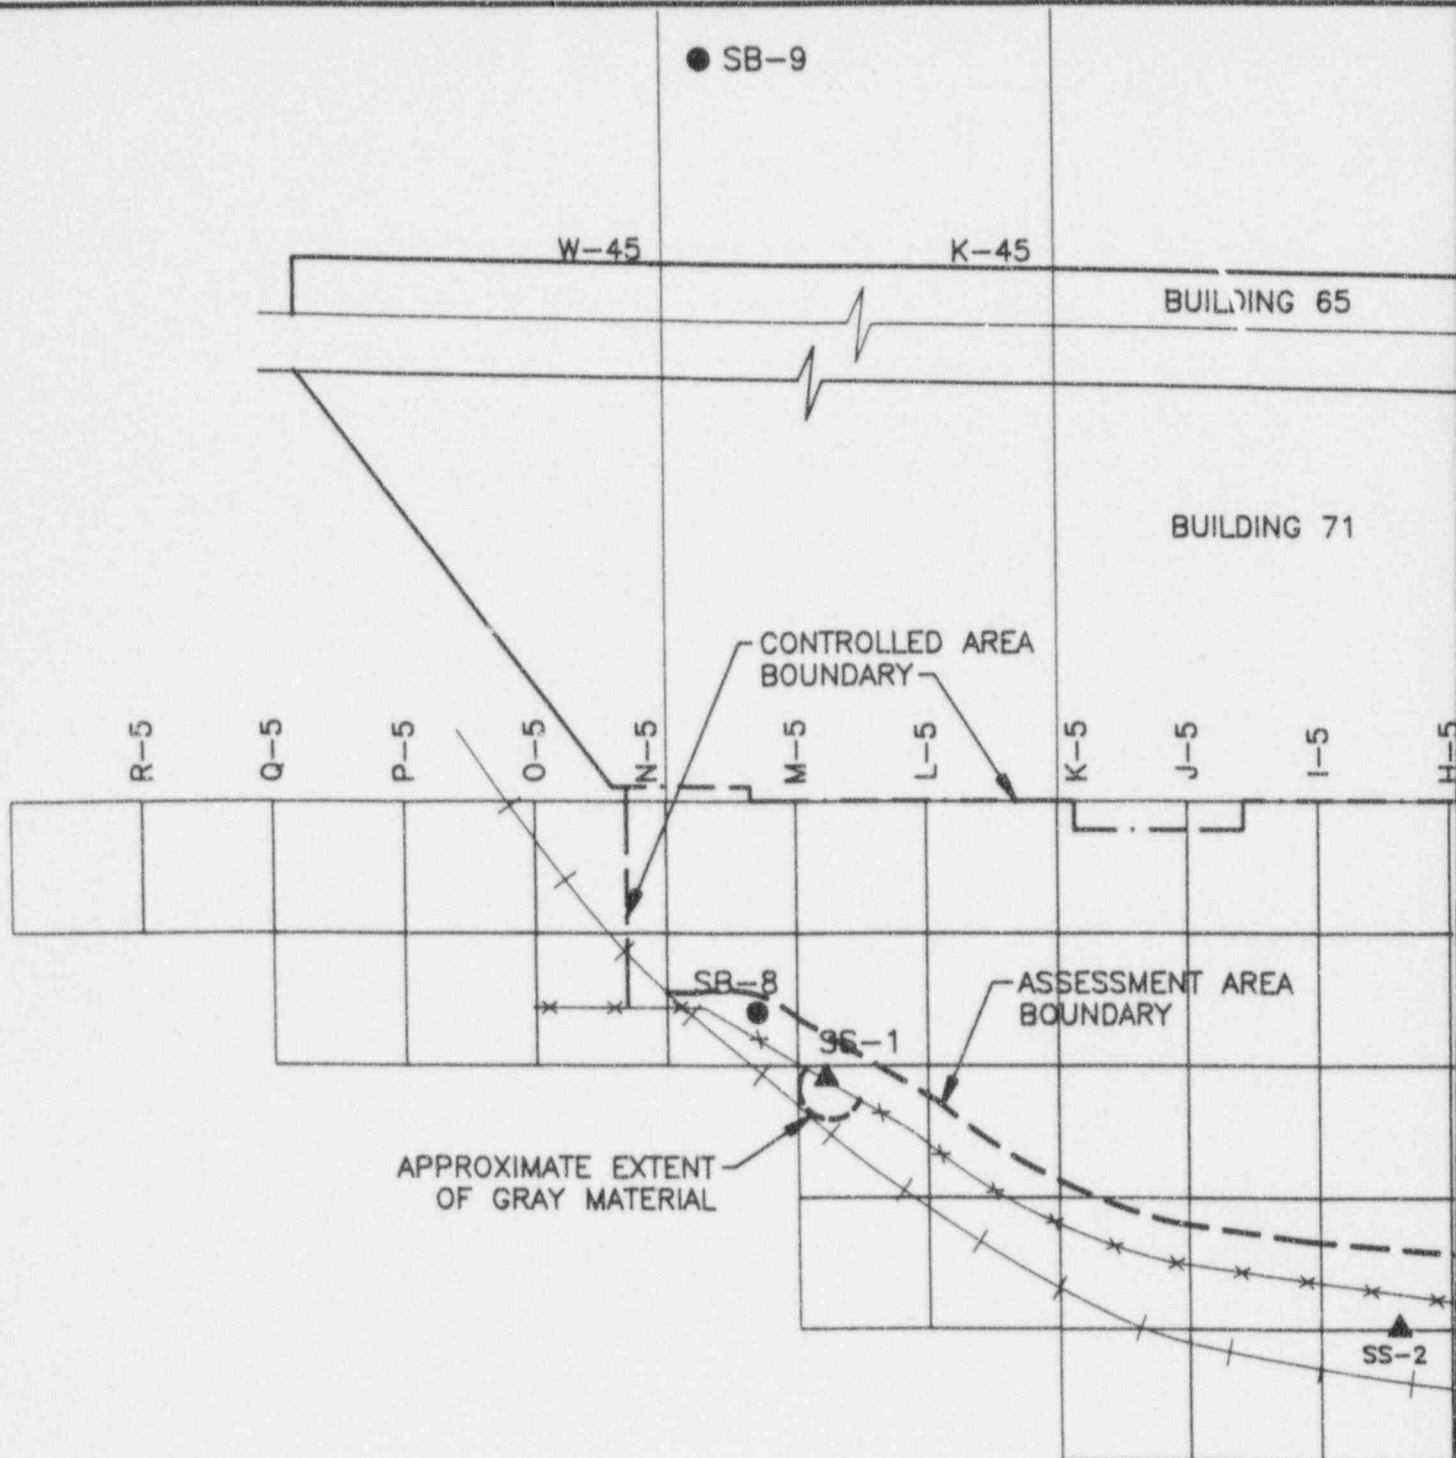 SB-9
W-45
K-45
BUILDING 65
BUILDING 71
CONTROLLED AREA
BOUNDARY
R-5
Q-5
P-5
O-5
N-5
M-5
L-5
K-5
J-5
I-5
H-5
SB-8
ASSESSMENT AREA
BOUNDARY
SS-1
APPROXIMATE EXTENT
OF GRAY MATERIAL
SS-2